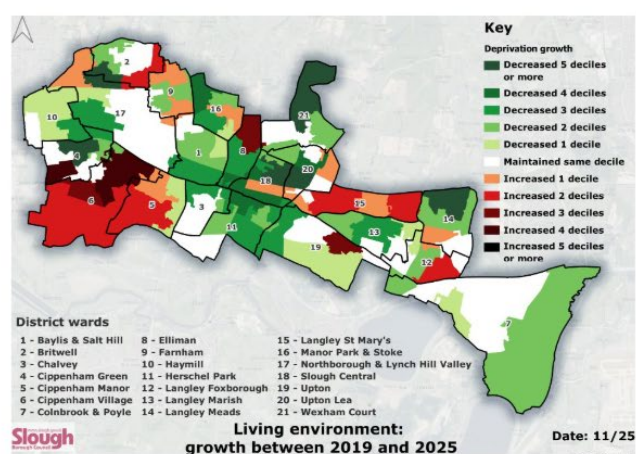 Key
Deprivation growth
Decreased 5 deciles
or more
Decreased 4 deciles
Decreased 3 deciles
Decreased 2 deciles
Decreased 1 decile
Maintained same decile
Increased 1 decile
Increased 2 deciles
Increased 3 deciles
Increased 4 deciles
Increased 5 deciles
or more
2
9
10
17
16
21
4
1
8
18
20
6
5
3
11
15
14
13
19
12
7
District wards
1 - Baylis & Salt Hill
2 - Britwell
3 - Chalvey
4 - Cippenham Green
5 - Cippenham Manor
6 - Cippenham Village
7 - Colnbrook & Poyle
8 - Elliman
9 - Farnham
10 - Haymill
11 - Herschel Park
12 - Langley Foxborough
13 - Langley Marish
14 - Langley Meads
15 - Langley St Mary's
16 - Manor Park & Stoke
17 - Northborough & Lynch Hill Valley
18 - Slough Central
19 - Upton
20 - Upton Lea
21 - Wexham Court
Slough
Borough Council
Living environment:
growth between 2019 and 2025
Date: 11/25